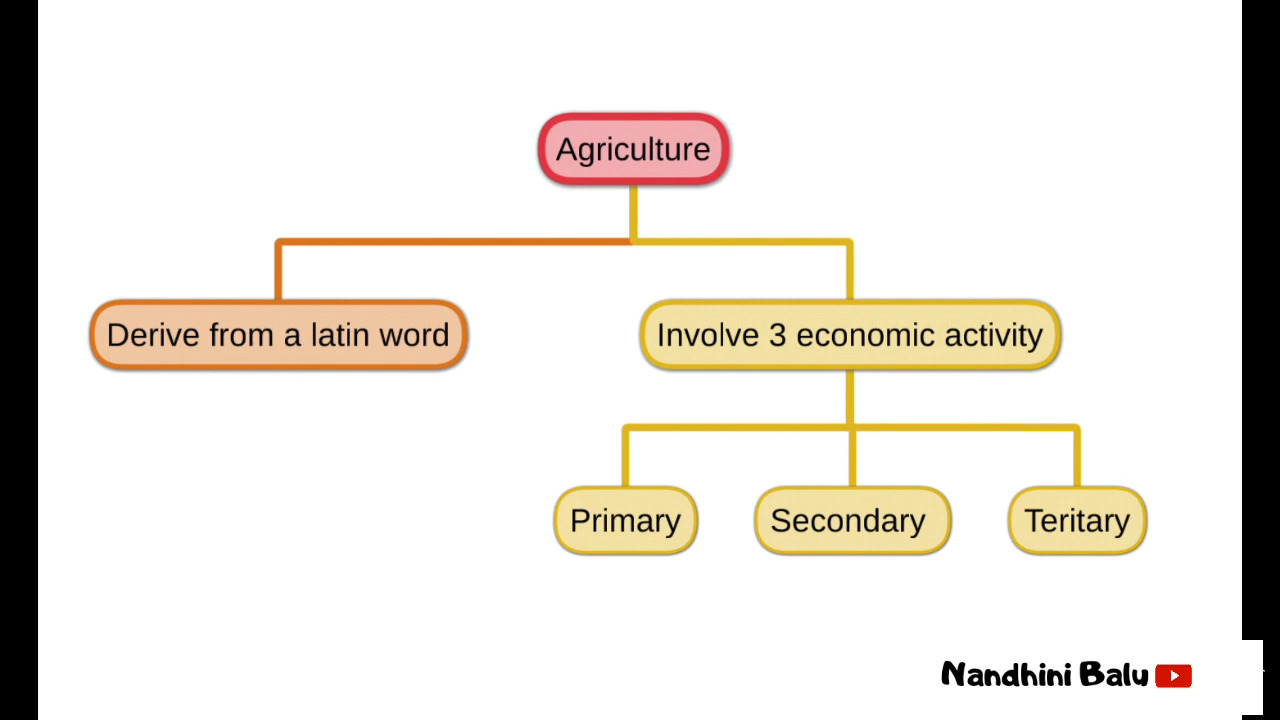 Agriculture
Derive from a latin word
Involve 3 economic activity
Primary
Secondary
Teritary
Nandhini Balu